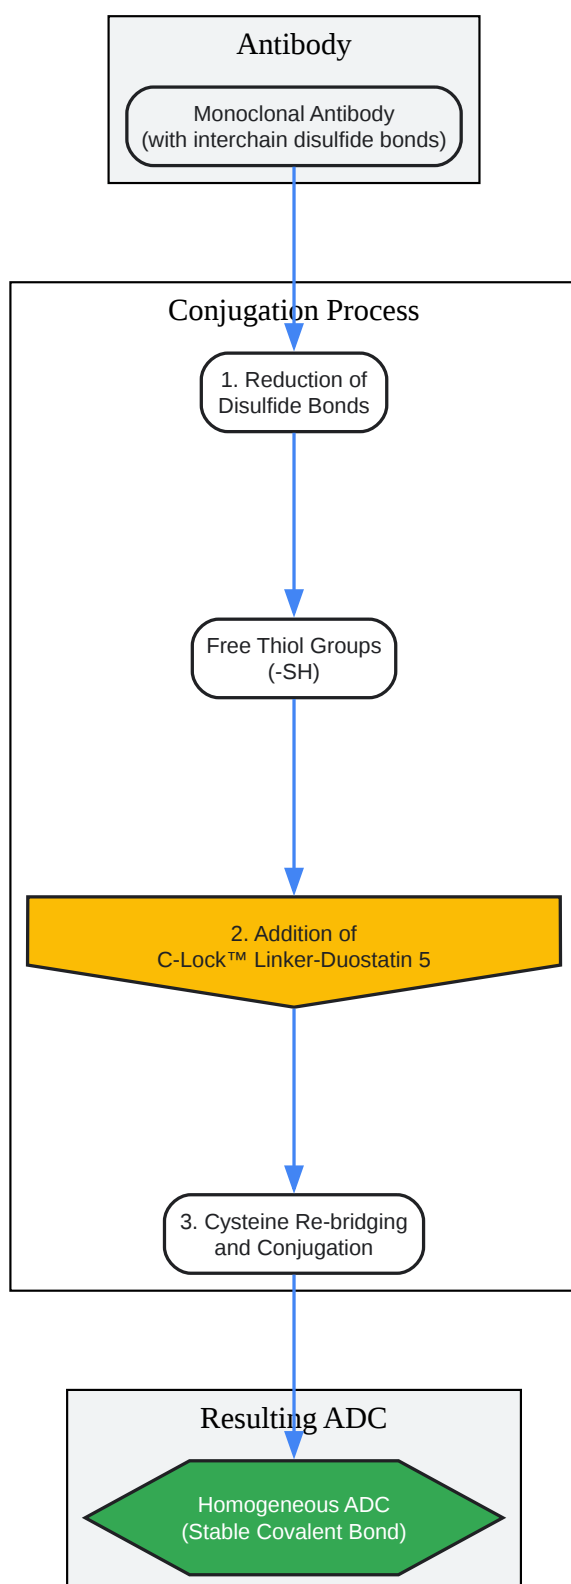 Antibody
Monoclonal Antibody
(with interchain disulfide bonds)
Conjugation Process
1. Reduction of
Disulfide Bonds
Free Thiol Groups
(-SH)
2. Addition of
C-Lock™ Linker-Duostatin 5
3. Cysteine Re-bridging
and Conjugation
Resulting ADC
Homogeneous ADC
(Stable Covalent Bond)